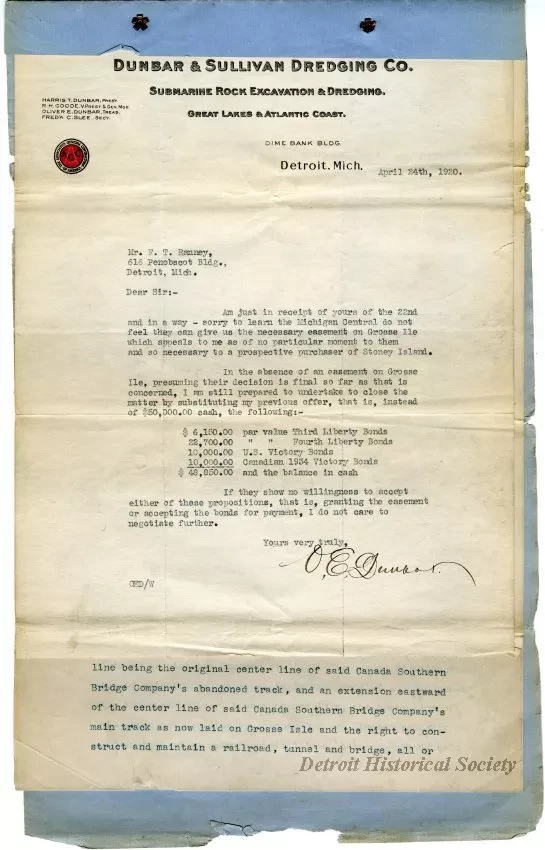 DUNBAR & SULLIVAN DREDGING CO.
SUBMARINE ROCK EXCAVATION & DREDGING.
GREAT LAKES & ATLANTIC COAST.
HARRIS T. DUNBAR, PREST.
R. H. GOODE, V. PREST & GEN. MGR.
OLIVER E. DUNBAR, TREAS.
FRED'K C. SLEE, SECY.
DIME BANK BLDG.
Detroit, Mich. April 24th, 1920.
Mr. F. T. Ranney,
616 Penobscot Bldg.,
Detroit, Mich.
Dear Sir:-
Am just in receipt of yours of the 22nd
and in a way - sorry to learn the Michigan Central do not
feel they can give us the necessary easement on Grosse Ile
which appeals to me as of no particular moment to them
and so necessary to a prospective purchaser of Stoney Island.
In the absence of an easement on Grosse
Ile, presuming their decision is final so far as that is
concerned, I am still prepared to undertake to close the
matter by substituting my previous offer, that is, instead
of $50,000.00 cash, the following:-
$ 6,150.00 par value Third Liberty Bonds
22,700.00 " " Fourth Liberty Bonds
10,000.00 U.S. Victory Bonds
10,000.00 Canadian 1934 Victory Bonds
$ 48,850.00 and the balance in cash
If they show no willingness to accept
either of these propositions, that is, granting the easement
or accepting the bonds for payment, I do not care to
negotiate further.
Yours very truly,
O. E. Dunbar.
OED/W
line being the original center line of said Canada Southern
Bridge Company's abandoned track, and an extension eastward
of the center line of said Canada Southern Bridge Company's
main track as now laid on Grosse Isle and the right to con-
struct and maintain a railroad, tunnel and bridge, all or
Detroit Historical Society